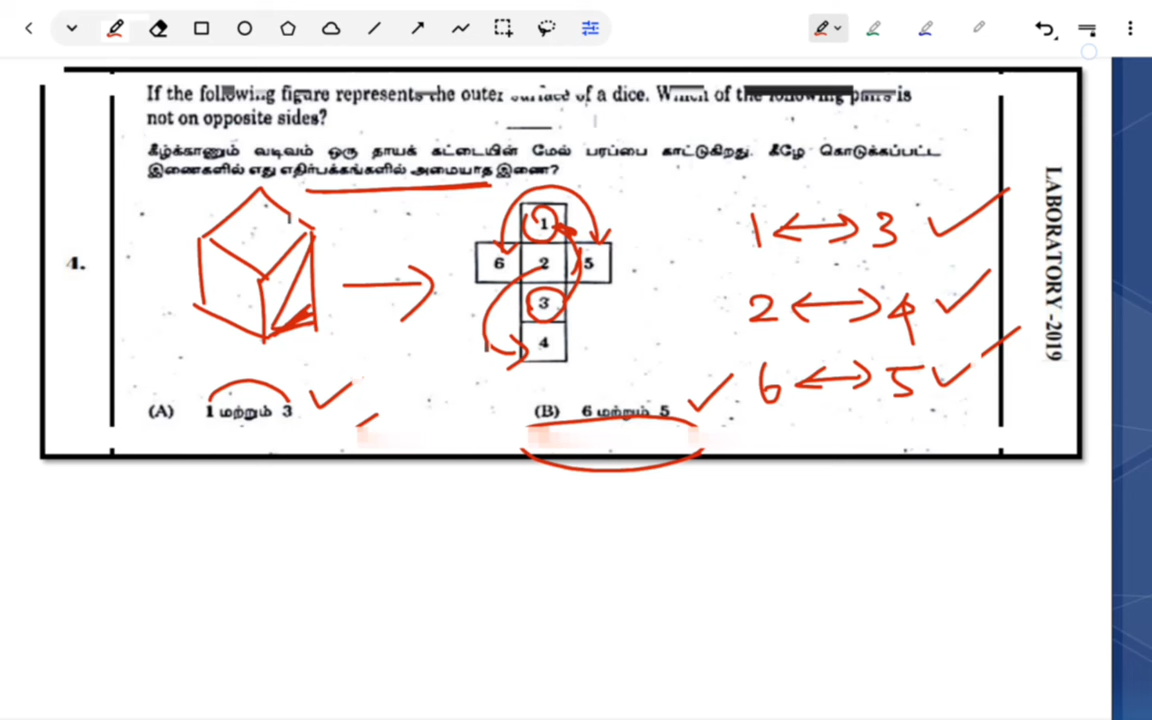 If the following figure represents the outer surface of a dice. Which of the following pairs is
not on opposite sides?
கீழ்க்காணும் வடிவம் ஒரு தாயக் கட்டையின் மேல் பரப்பை காட்டுகிறது. கீழே கொடுக்கப்பட்ட
இணைகளில் எது எதிர்பக்கங்களில் அமையாத இணை?
4.
1
6 2 5
3
4
1 ↔ 3 ✓
2 ↔ 4 ✓
6 ↔ 5 ✓
(A) 1 மற்றும் 3 ✓
(B) 6 மற்றும் 5 ✓
LABORATORY -2019